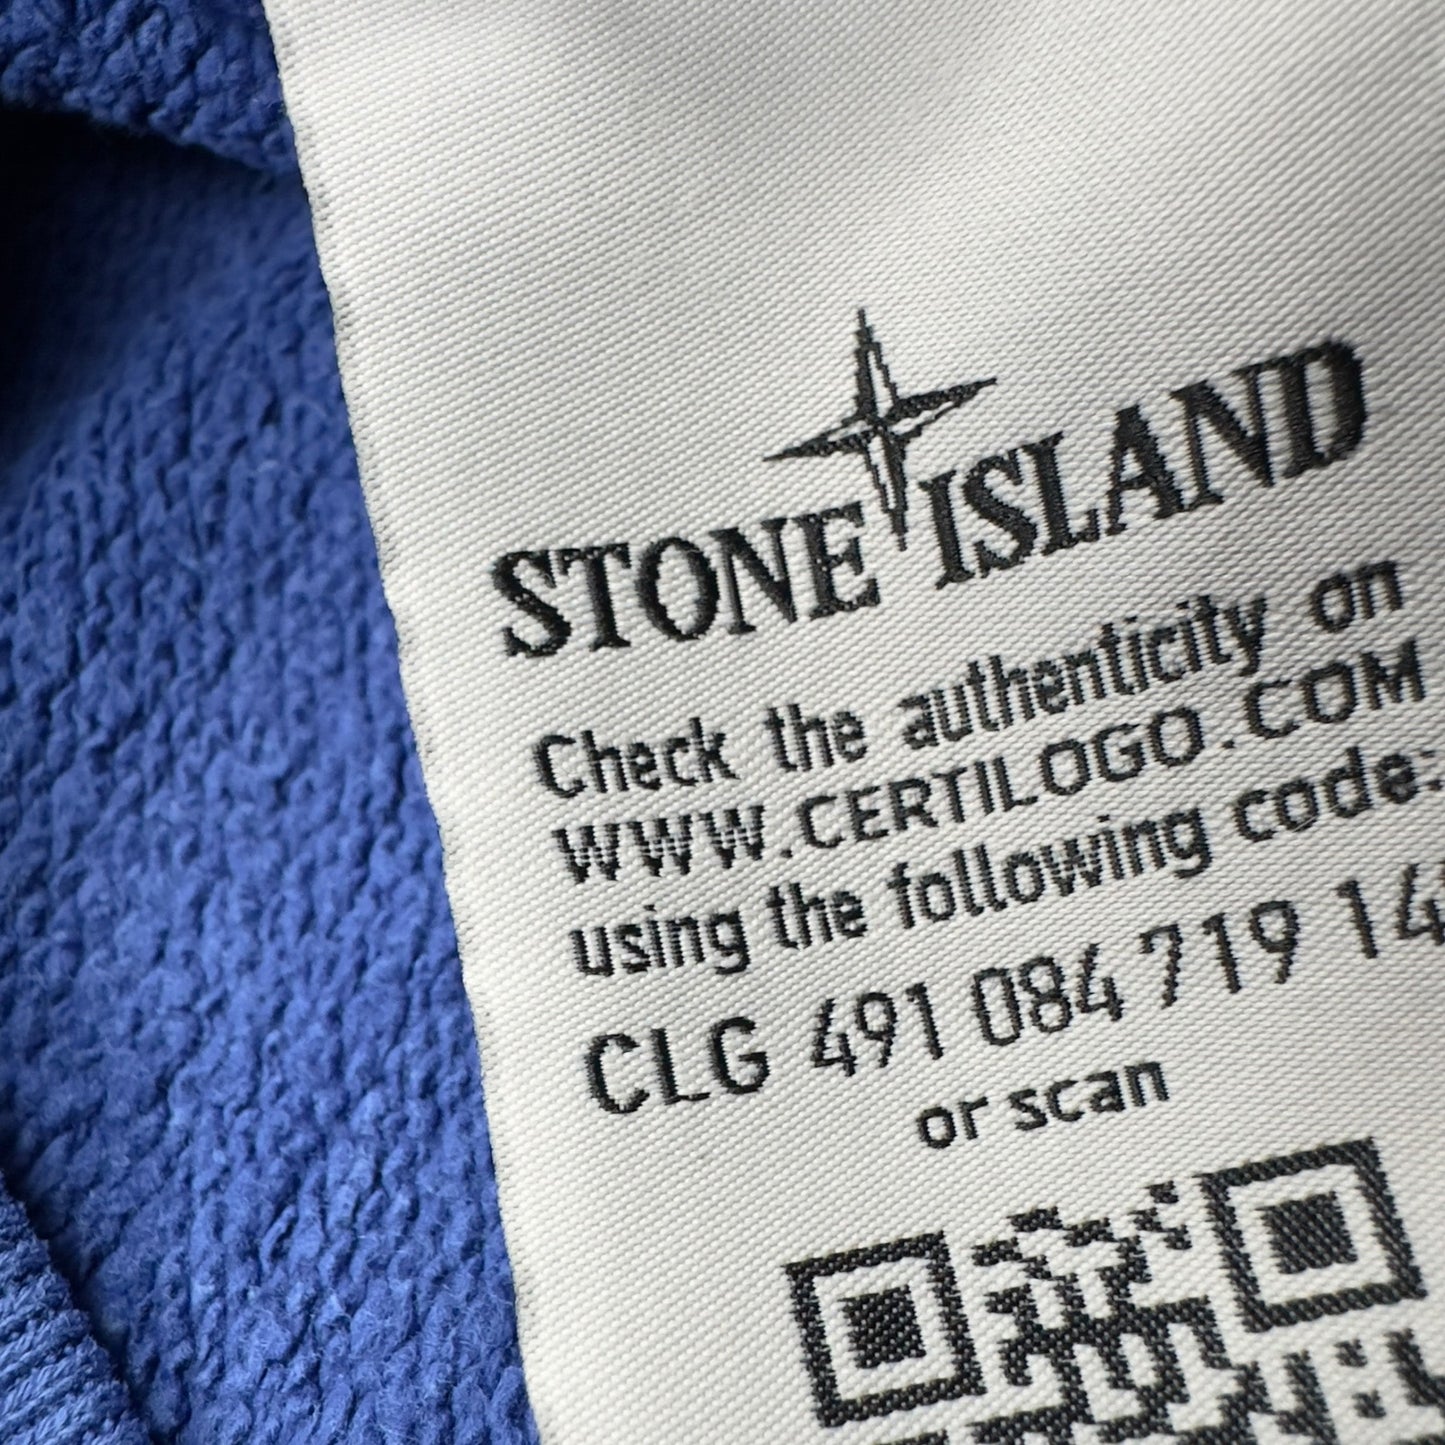 STONE ISLAND
Check the authenticity on
WWW.CERTILOGO.COM
using the following code:
CLG 491 084 719 14
or scan